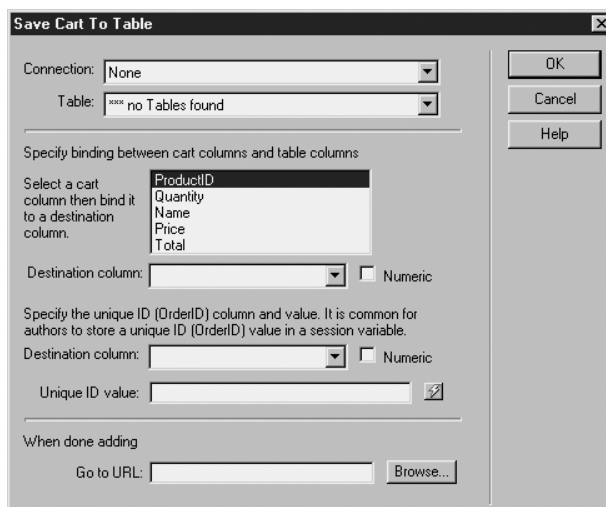 Save Cart To Table
Connection: None
OK
Table: *** no Tables found
Cancel
Help
Specify binding between cart columns and table columns
Select a cart
column then bind it
to a destination
column.
ProductID
Quantity
Name
Price
Total
Destination column:
Numeric
Specify the unique ID (OrderID) column and value. It is common for
authors to store a unique ID (OrderID) value in a session variable.
Destination column:
Numeric
Unique ID value:
When done adding
Go to URL:
Browse...